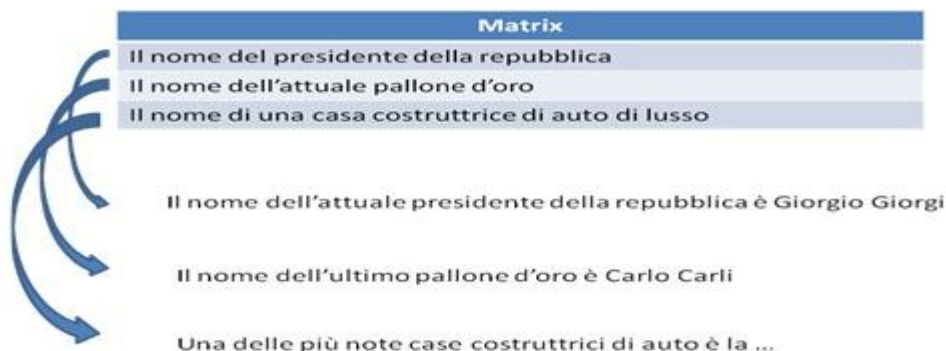 Matrix
Il nome del presidente della repubblica
Il nome dell'attuale pallone d'oro
Il nome di una casa costruttrice di auto di lusso
Il nome dell'attuale presidente della repubblica è Giorgio Giorgi
Il nome dell'ultimo pallone d'oro è Carlo Carli
Una delle più note case costruttrici di auto è la ...